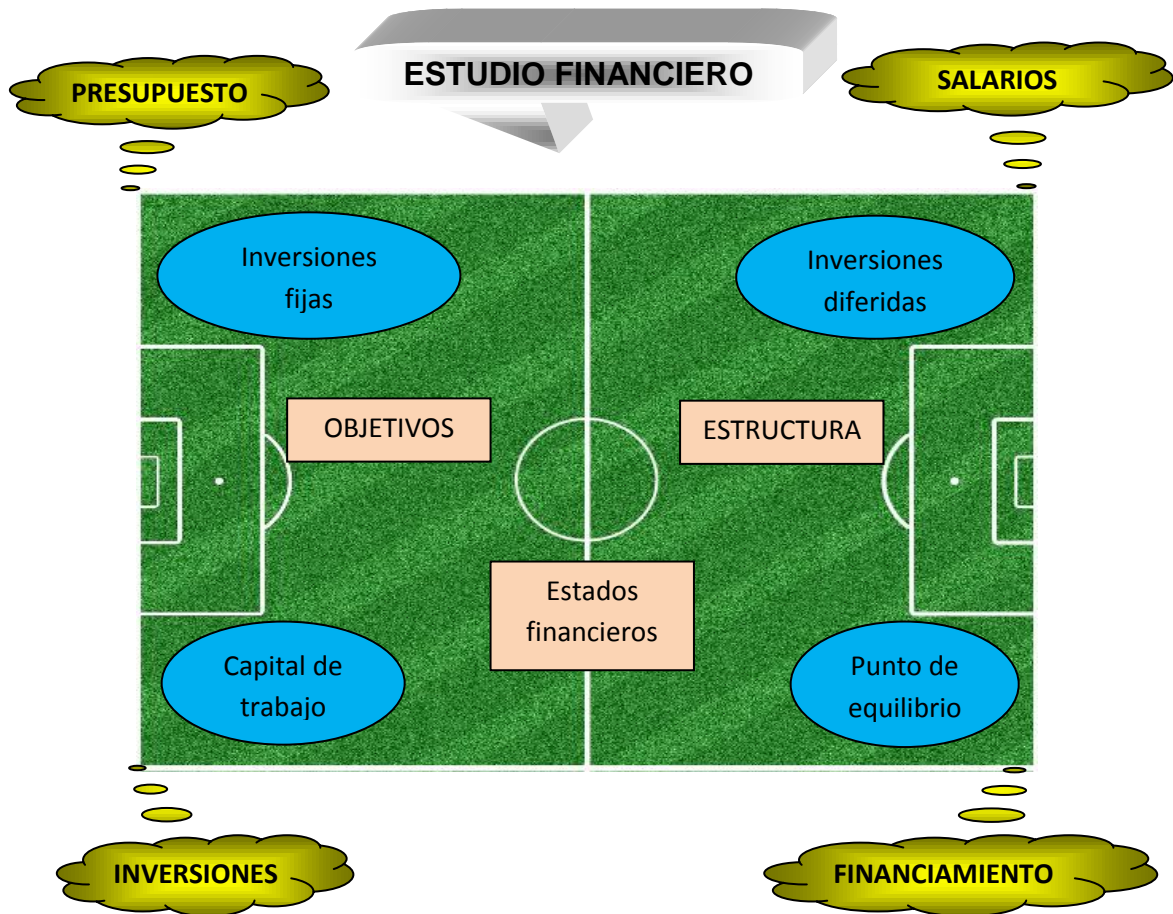 ESTUDIO FINANCIERO
PRESUPUESTO
SALARIOS
Inversiones
fijas
Inversiones
diferidas
OBJETIVOS
ESTRUCTURA
Estados
financieros
Capital de
trabajo
Punto de
equilibrio
INVERSIONES
FINANCIAMIENTO